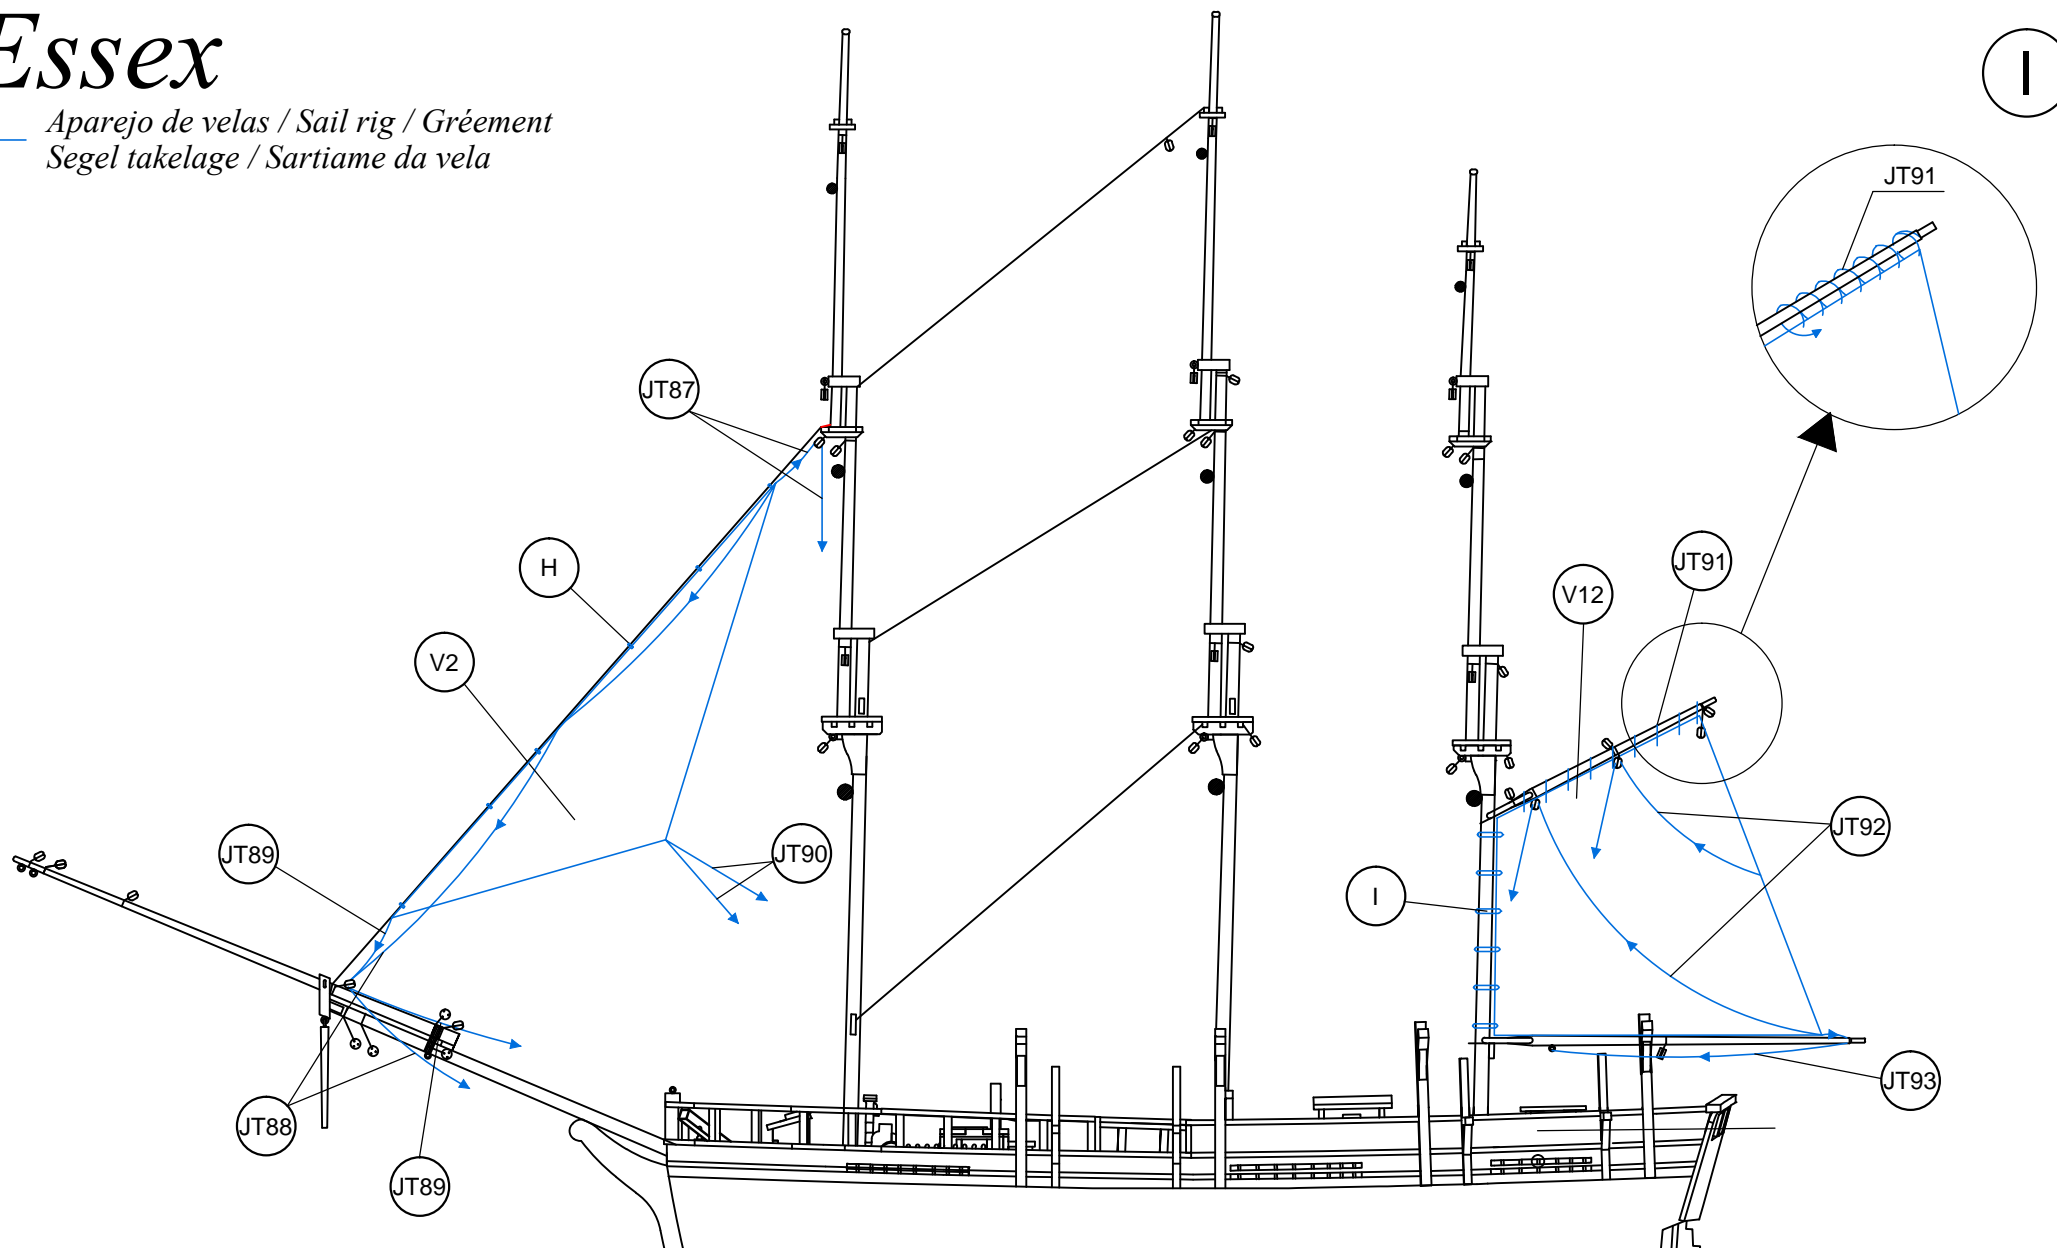 Essex
I
Aparejo de velas / Sail rig / Gréement
Segel takelage / Sartiame da vela
JT91
JT87
H
JT91
V12
V2
JT92
JT89
JT90
I
JT93
JT88
JT89